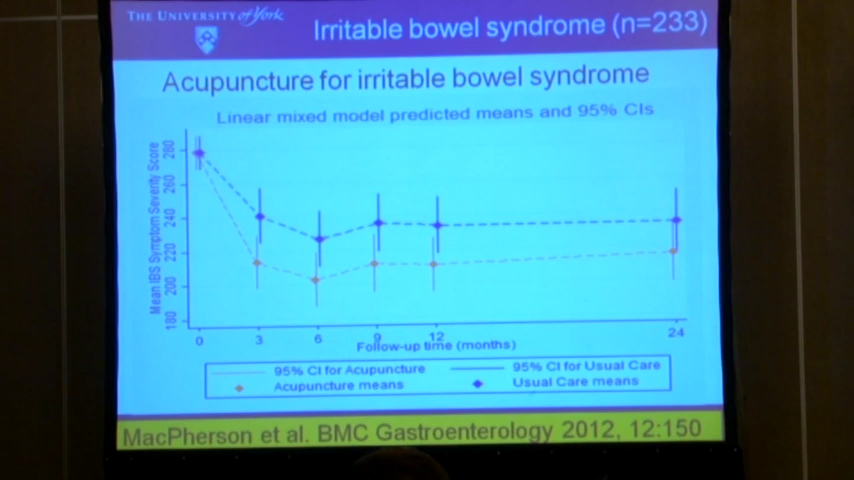 THE UNIVERSITY of York
Irritable bowel syndrome (n=233)
Acupuncture for irritable bowel syndrome
Linear mixed model predicted means and 95% CIs
Mean IBS Symptom Severity Score
280
260
240
220
200
180
0 3 6 9 12 24
Follow-up time (months)
95% CI for Acupuncture 95% CI for Usual Care
Acupuncture means Usual Care means
MacPherson et al. BMC Gastroenterology 2012, 12:150